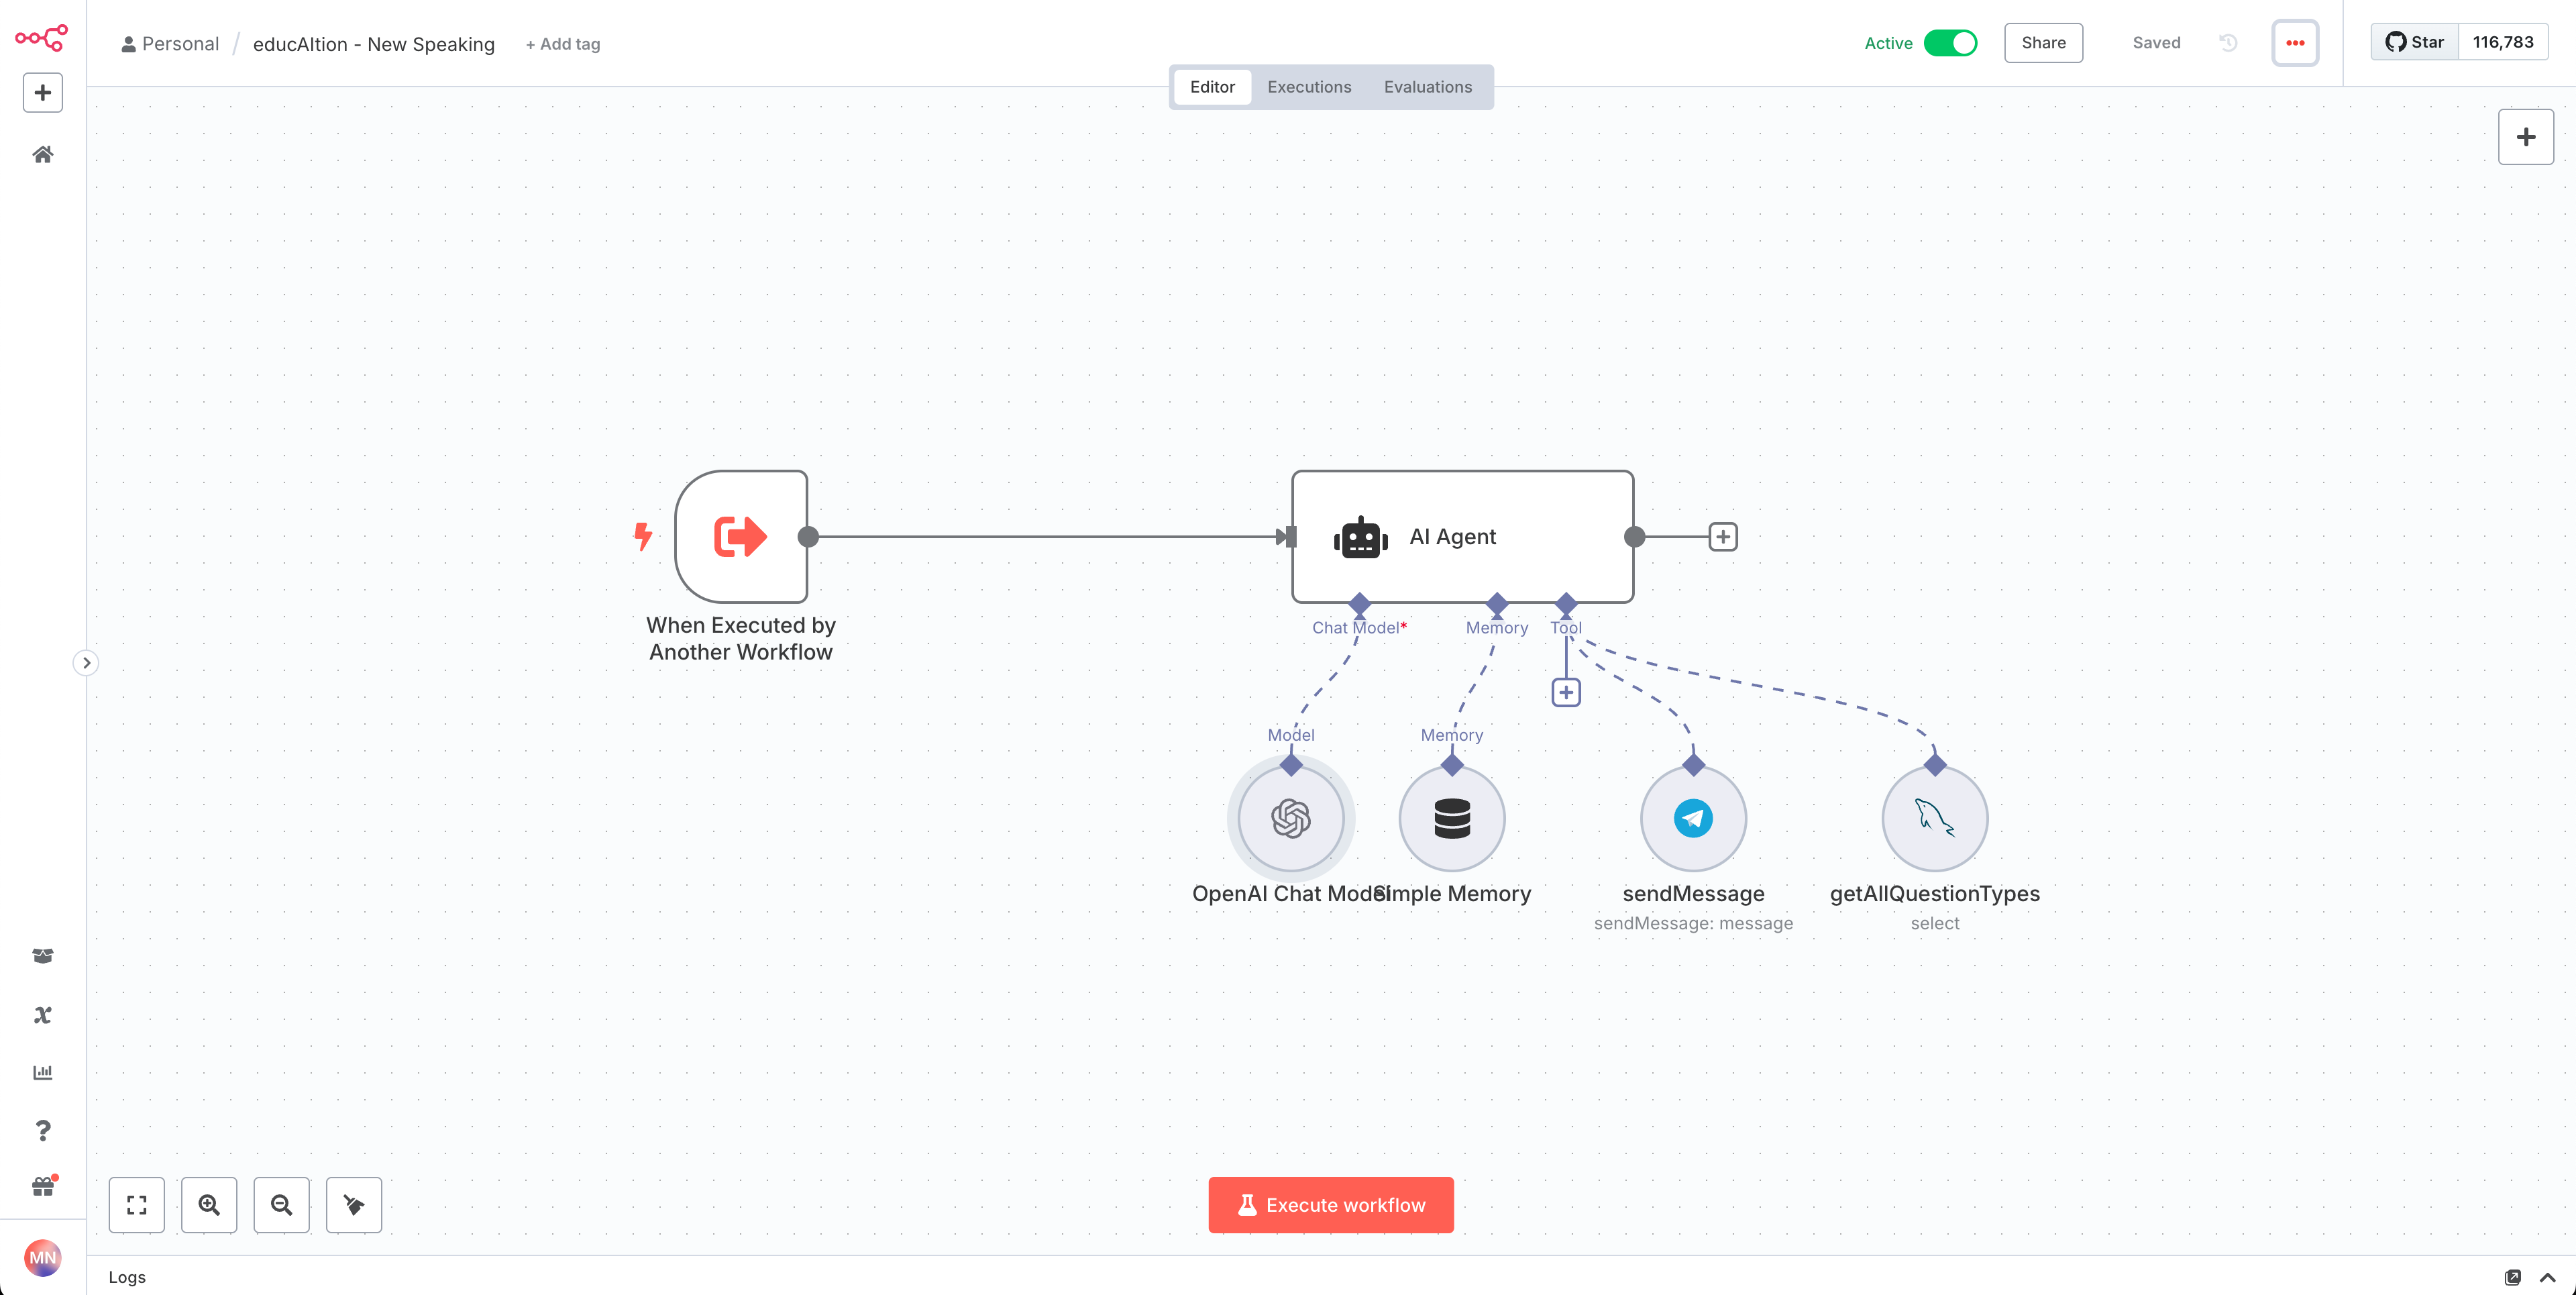 Personal / educAItion - New Speaking + Add tag
Active Share Saved Star 116,783
Editor Executions Evaluations
AI Agent
When Executed by
Another Workflow
Chat Model* Memory Tool
Model Memory
OpenAI Chat Model Simple Memory sendMessage getAllQuestionTypes
sendMessage: message select
Execute workflow
MN
Logs